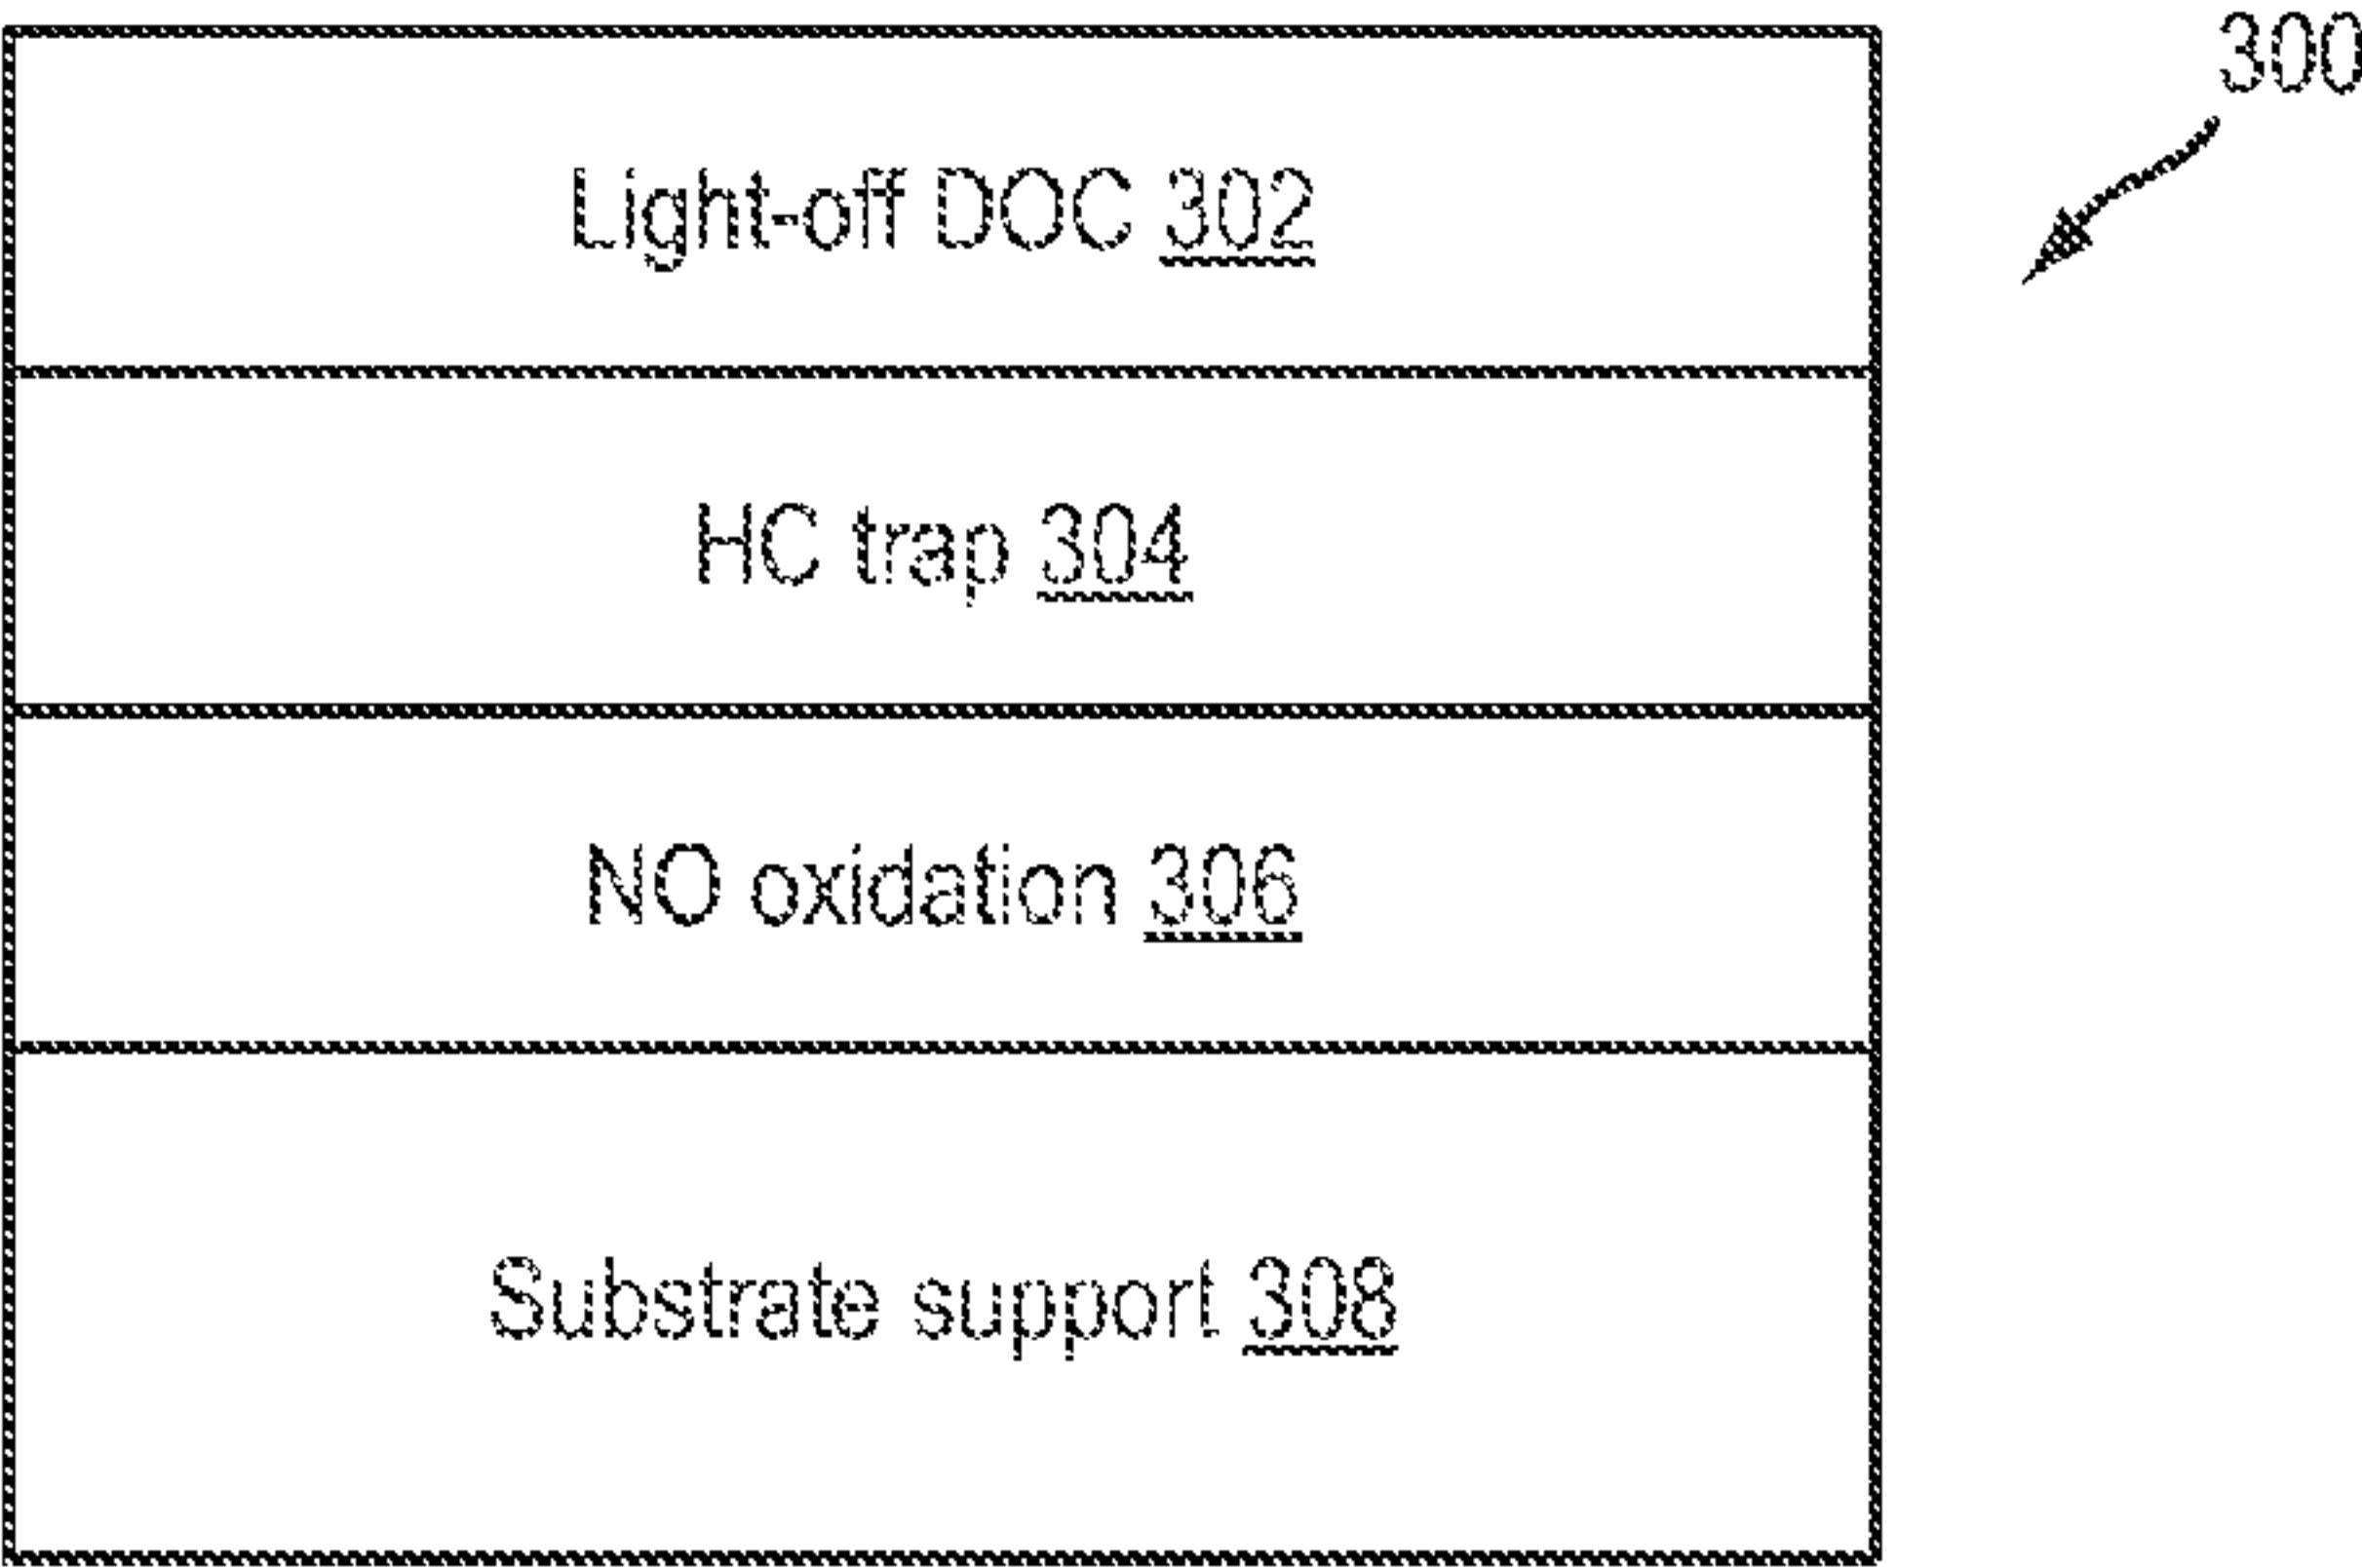 300
Light-off DOC 302
HC trap 304
NO oxidation 306
Substrate support 308